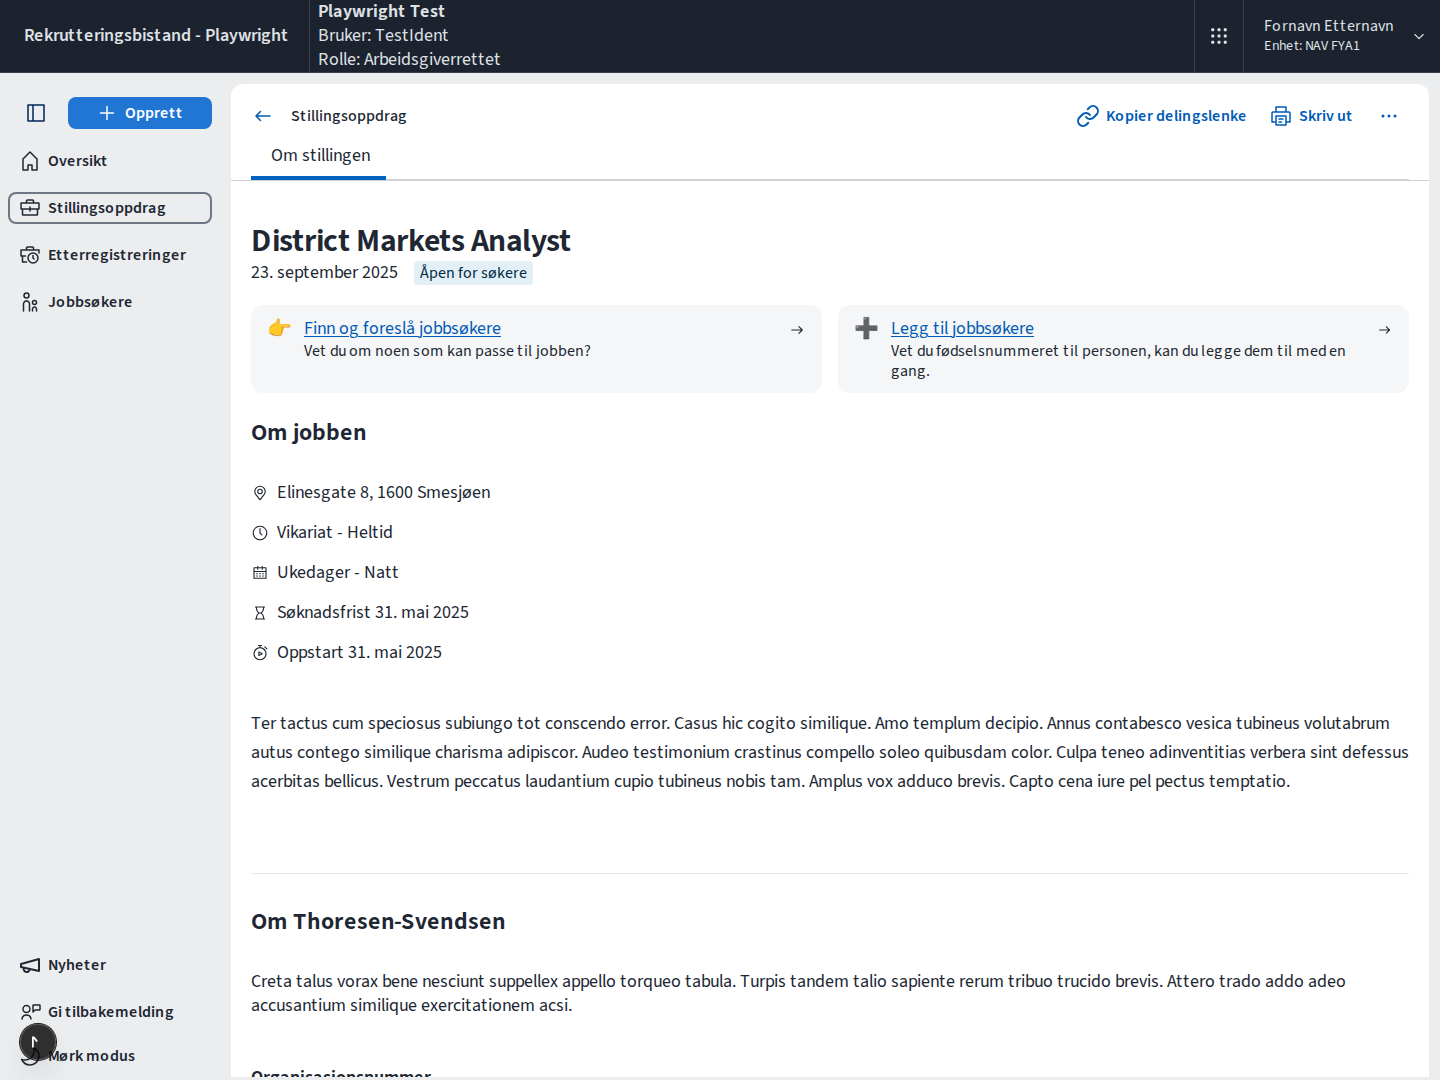 Rekrutteringsbistand - Playwright
Playwright Test
Bruker: TestIdent
Rolle: Arbeidsgiverrettet
Fornavn Etternavn
Enhet: NAV FYA1
Opprett
Oversikt
Stillingsoppdrag
Etterregistreringer
Jobbsøkere
Nyheter
Gi tilbakemelding
Mørk modus
Stillingsoppdrag
Kopier delingslenke
Skriv ut
Om stillingen
District Markets Analyst
23. september 2025
Åpen for søkere
Finn og foreslå jobbsøkere
Vet du om noen som kan passe til jobben?
Legg til jobbsøkere
Vet du fødselsnummeret til personen, kan du legge dem til med en
gang.
Om jobben
Elinesgate 8, 1600 Smesjøen
Vikariat - Heltid
Ukedager - Natt
Søknadsfrist 31. mai 2025
Oppstart 31. mai 2025
Ter tactus cum speciosus subiungo tot conscendo error. Casus hic cogito similique. Amo templum decipio. Annus contabesco vesica tubineus volutabrum
autus contego similique charisma adipiscor. Audeo testimonium crastinus compello soleo quibusdam color. Culpa teneo adinventitias verbera sint defessus
acerbitas bellicus. Vestrum peccatus laudantium cupio tubineus nobis tam. Amplus vox adduco brevis. Capto cena iure pel pectus temptatio.
Om Thoresen-Svendsen
Creta talus vorax bene nesciunt suppellex appello torqueo tabula. Turpis tandem talio sapiente rerum tribuo trucido brevis. Attero trado addo adeo
accusantium similique exercitationem acsi.
Organisasjonsnummer